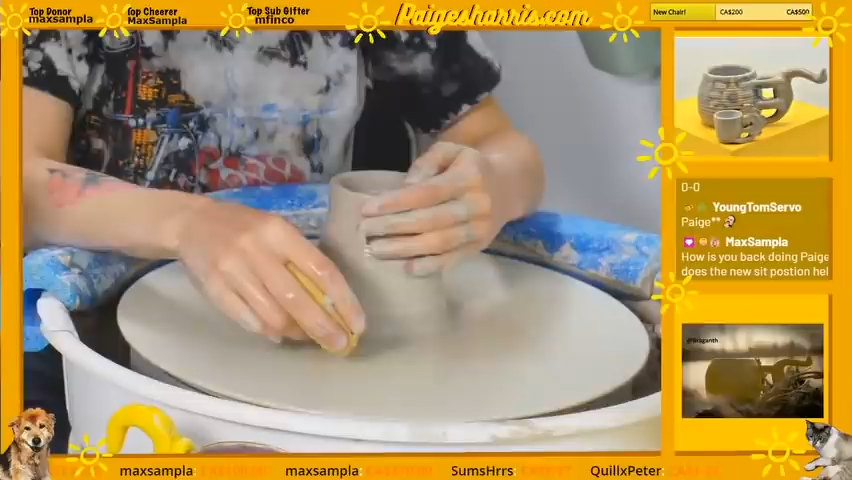 Top Donor
maxsampla
Top Cheerer
MaxSampla
Top Sub Gifter
mfinco
Paigesharris.com
New Chair!
CA$200
CA$500
0-0
YoungTomServo
Paige**
MaxSampla
How is you back doing Paige
does the new sit postion hel
maxsampla:
maxsampla:
SumsHrrs
QuillxPeter